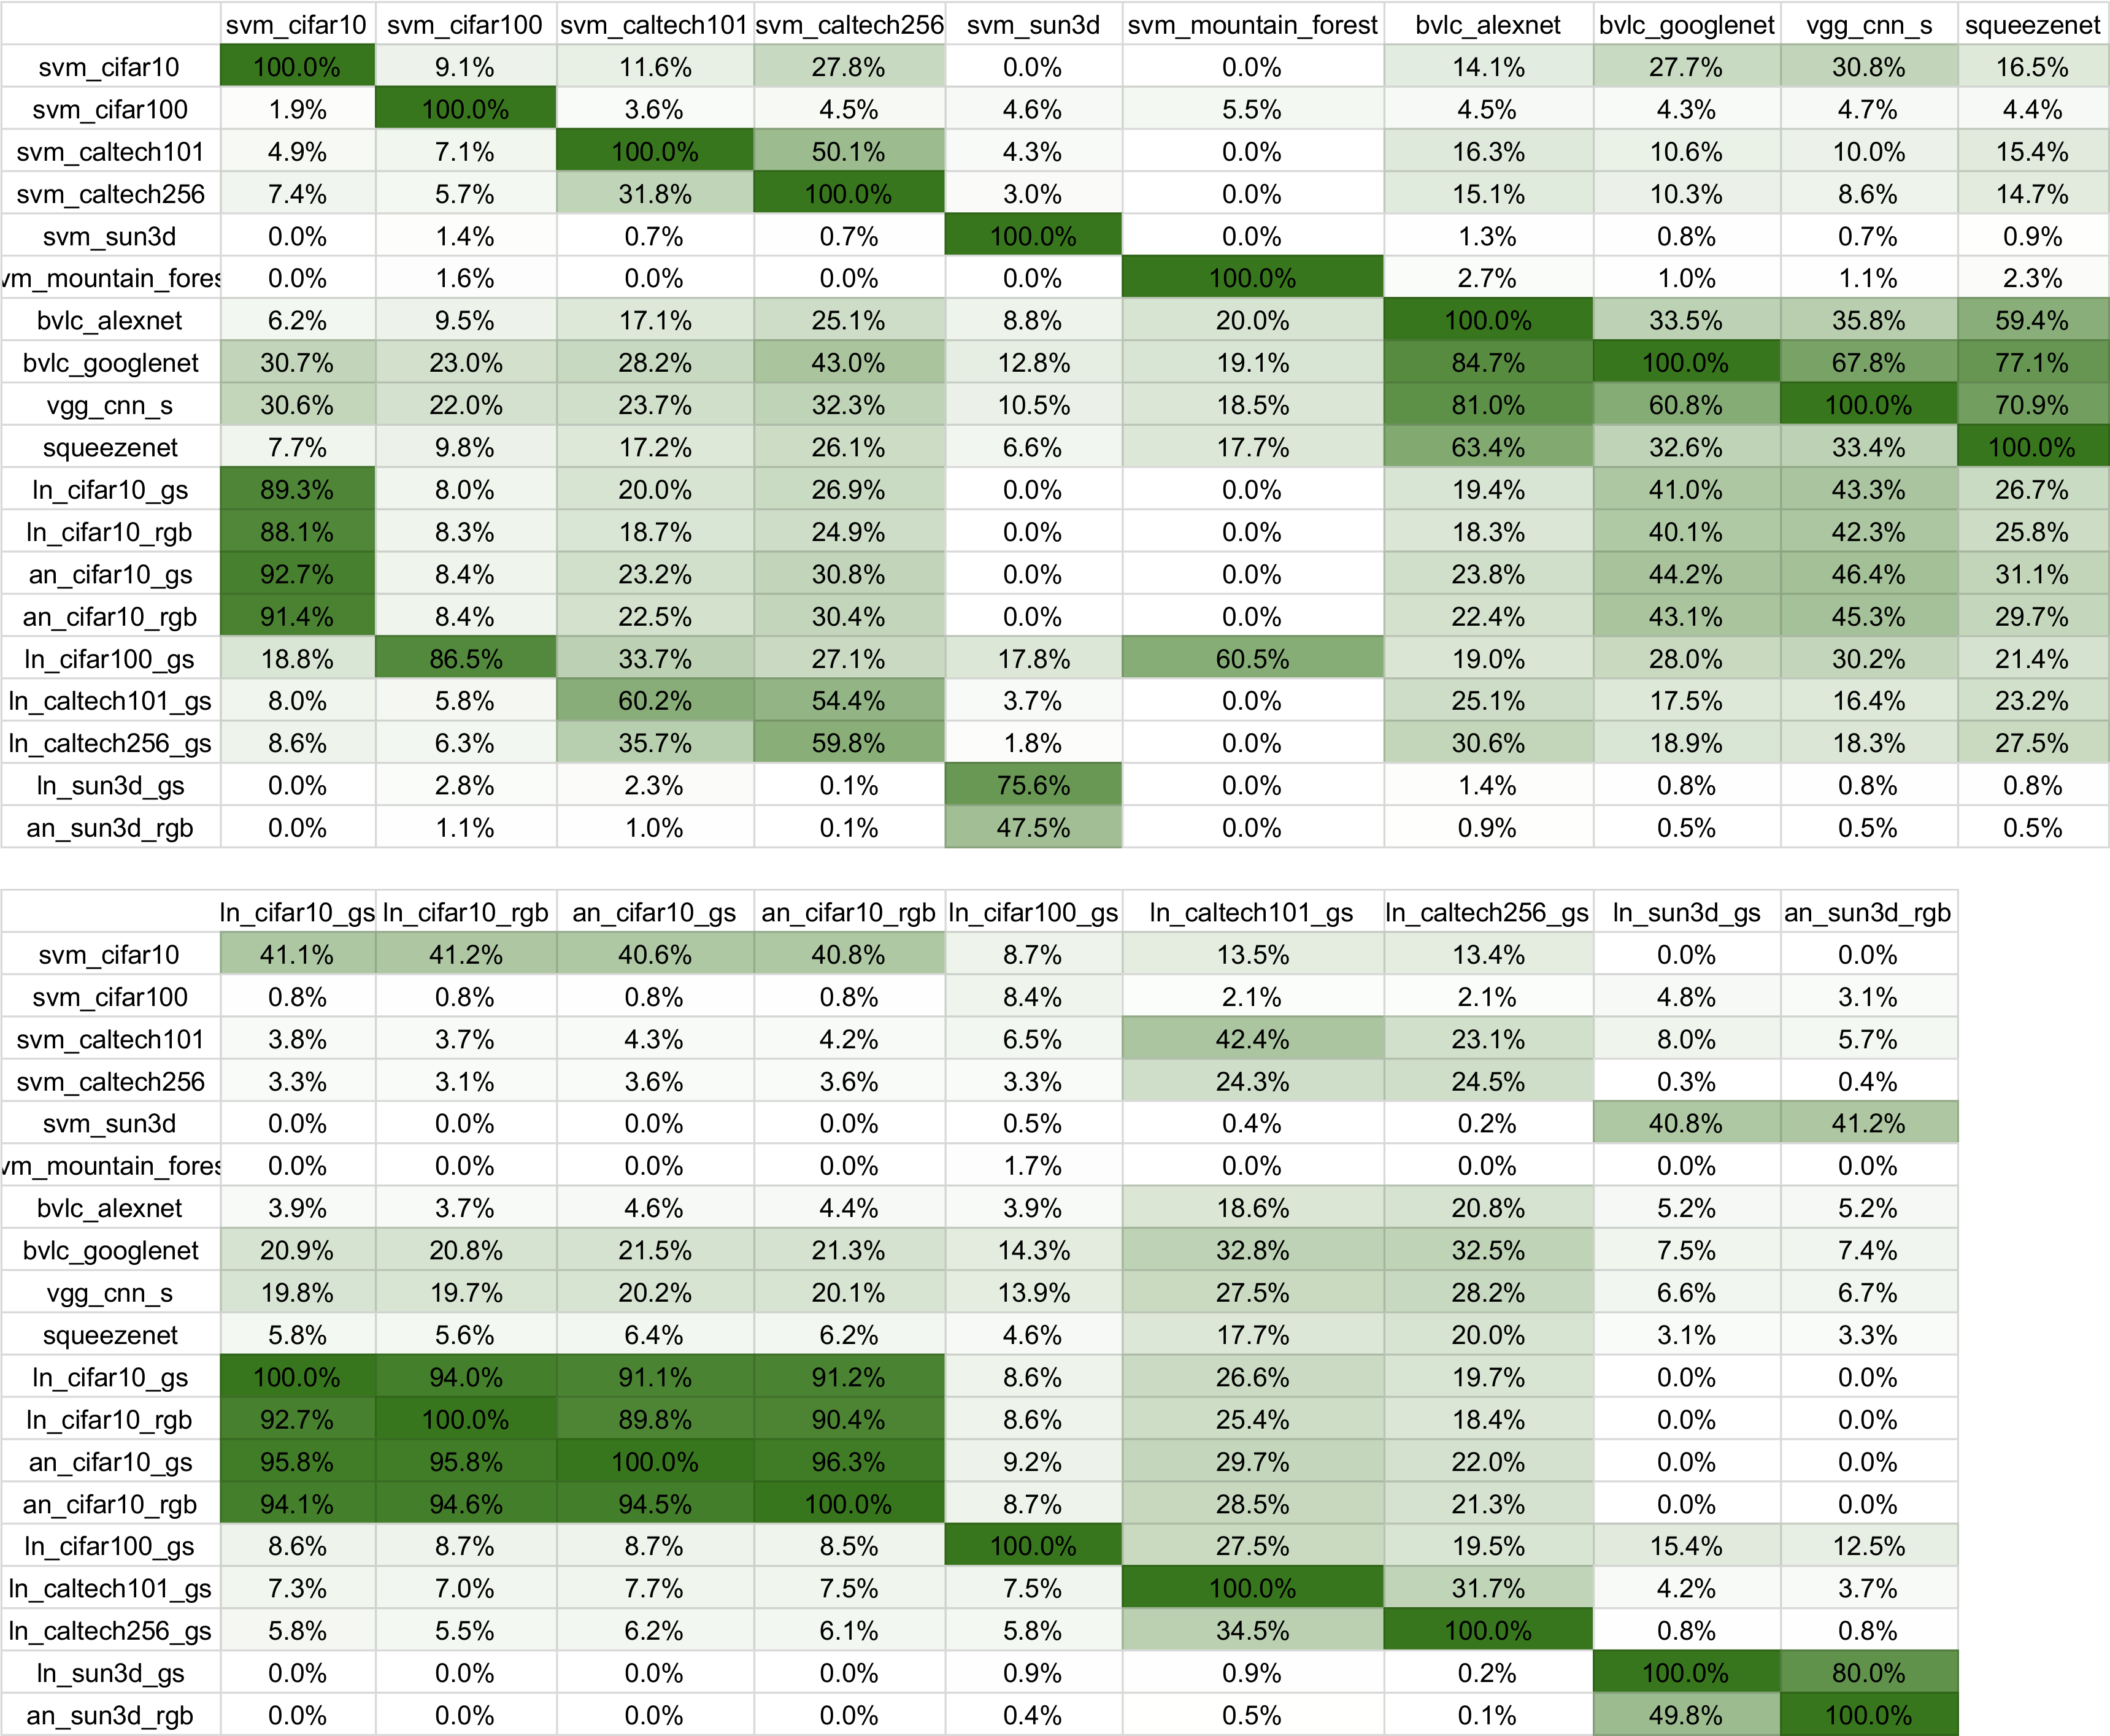 svm_cifar10 svm_cifar100 svm_caltech101 svm_caltech256 svm_sun3d svm_mountain_forest bvlc_alexnet bvlc_googlenet vgg_cnn_s squeezenet
svm_cifar10 100.0% 9.1% 11.6% 27.8% 0.0% 0.0% 14.1% 27.7% 30.8% 16.5%
svm_cifar100 1.9% 100.0% 3.6% 4.5% 4.6% 5.5% 4.5% 4.3% 4.7% 4.4%
svm_caltech101 4.9% 7.1% 100.0% 50.1% 4.3% 0.0% 16.3% 10.6% 10.0% 15.4%
svm_caltech256 7.4% 5.7% 31.8% 100.0% 3.0% 0.0% 15.1% 10.3% 8.6% 14.7%
svm_sun3d 0.0% 1.4% 0.7% 0.7% 100.0% 0.0% 1.3% 0.8% 0.7% 0.9%
vm_mountain_fores 0.0% 1.6% 0.0% 0.0% 0.0% 100.0% 2.7% 1.0% 1.1% 2.3%
bvlc_alexnet 6.2% 9.5% 17.1% 25.1% 8.8% 20.0% 100.0% 33.5% 35.8% 59.4%
bvlc_googlenet 30.7% 23.0% 28.2% 43.0% 12.8% 19.1% 84.7% 100.0% 67.8% 77.1%
vgg_cnn_s 30.6% 22.0% 23.7% 32.3% 10.5% 18.5% 81.0% 60.8% 100.0% 70.9%
squeezenet 7.7% 9.8% 17.2% 26.1% 6.6% 17.7% 63.4% 32.6% 33.4% 100.0%
ln_cifar10_gs 89.3% 8.0% 20.0% 26.9% 0.0% 0.0% 19.4% 41.0% 43.3% 26.7%
ln_cifar10_rgb 88.1% 8.3% 18.7% 24.9% 0.0% 0.0% 18.3% 40.1% 42.3% 25.8%
an_cifar10_gs 92.7% 8.4% 23.2% 30.8% 0.0% 0.0% 23.8% 44.2% 46.4% 31.1%
an_cifar10_rgb 91.4% 8.4% 22.5% 30.4% 0.0% 0.0% 22.4% 43.1% 45.3% 29.7%
ln_cifar100_gs 18.8% 86.5% 33.7% 27.1% 17.8% 60.5% 19.0% 28.0% 30.2% 21.4%
ln_caltech101_gs 8.0% 5.8% 60.2% 54.4% 3.7% 0.0% 25.1% 17.5% 16.4% 23.2%
ln_caltech256_gs 8.6% 6.3% 35.7% 59.8% 1.8% 0.0% 30.6% 18.9% 18.3% 27.5%
ln_sun3d_gs 0.0% 2.8% 2.3% 0.1% 75.6% 0.0% 1.4% 0.8% 0.8% 0.8%
an_sun3d_rgb 0.0% 1.1% 1.0% 0.1% 47.5% 0.0% 0.9% 0.5% 0.5% 0.5%
ln_cifar10_gs ln_cifar10_rgb an_cifar10_gs an_cifar10_rgb ln_cifar100_gs ln_caltech101_gs ln_caltech256_gs ln_sun3d_gs an_sun3d_rgb
svm_cifar10 41.1% 41.2% 40.6% 40.8% 8.7% 13.5% 13.4% 0.0% 0.0%
svm_cifar100 0.8% 0.8% 0.8% 0.8% 8.4% 2.1% 2.1% 4.8% 3.1%
svm_caltech101 3.8% 3.7% 4.3% 4.2% 6.5% 42.4% 23.1% 8.0% 5.7%
svm_caltech256 3.3% 3.1% 3.6% 3.6% 3.3% 24.3% 24.5% 0.3% 0.4%
svm_sun3d 0.0% 0.0% 0.0% 0.0% 0.5% 0.4% 0.2% 40.8% 41.2%
vm_mountain_fores 0.0% 0.0% 0.0% 0.0% 1.7% 0.0% 0.0% 0.0% 0.0%
bvlc_alexnet 3.9% 3.7% 4.6% 4.4% 3.9% 18.6% 20.8% 5.2% 5.2%
bvlc_googlenet 20.9% 20.8% 21.5% 21.3% 14.3% 32.8% 32.5% 7.5% 7.4%
vgg_cnn_s 19.8% 19.7% 20.2% 20.1% 13.9% 27.5% 28.2% 6.6% 6.7%
squeezenet 5.8% 5.6% 6.4% 6.2% 4.6% 17.7% 20.0% 3.1% 3.3%
ln_cifar10_gs 100.0% 94.0% 91.1% 91.2% 8.6% 26.6% 19.7% 0.0% 0.0%
ln_cifar10_rgb 92.7% 100.0% 89.8% 90.4% 8.6% 25.4% 18.4% 0.0% 0.0%
an_cifar10_gs 95.8% 95.8% 100.0% 96.3% 9.2% 29.7% 22.0% 0.0% 0.0%
an_cifar10_rgb 94.1% 94.6% 94.5% 100.0% 8.7% 28.5% 21.3% 0.0% 0.0%
ln_cifar100_gs 8.6% 8.7% 8.7% 8.5% 100.0% 27.5% 19.5% 15.4% 12.5%
ln_caltech101_gs 7.3% 7.0% 7.7% 7.5% 7.5% 100.0% 31.7% 4.2% 3.7%
ln_caltech256_gs 5.8% 5.5% 6.2% 6.1% 5.8% 34.5% 100.0% 0.8% 0.8%
ln_sun3d_gs 0.0% 0.0% 0.0% 0.0% 0.9% 0.9% 0.2% 100.0% 80.0%
an_sun3d_rgb 0.0% 0.0% 0.0% 0.0% 0.4% 0.5% 0.1% 49.8% 100.0%